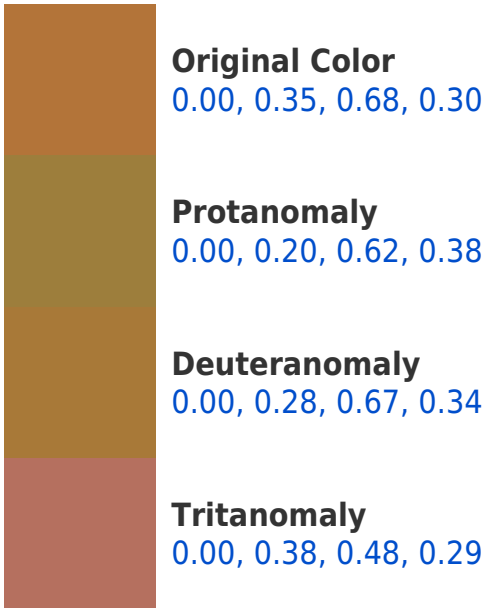 Original Color
0.00, 0.35, 0.68, 0.30
Protanomaly
0.00, 0.20, 0.62, 0.38
Deuteranomaly
0.00, 0.28, 0.67, 0.34
Tritanomaly
0.00, 0.38, 0.48, 0.29